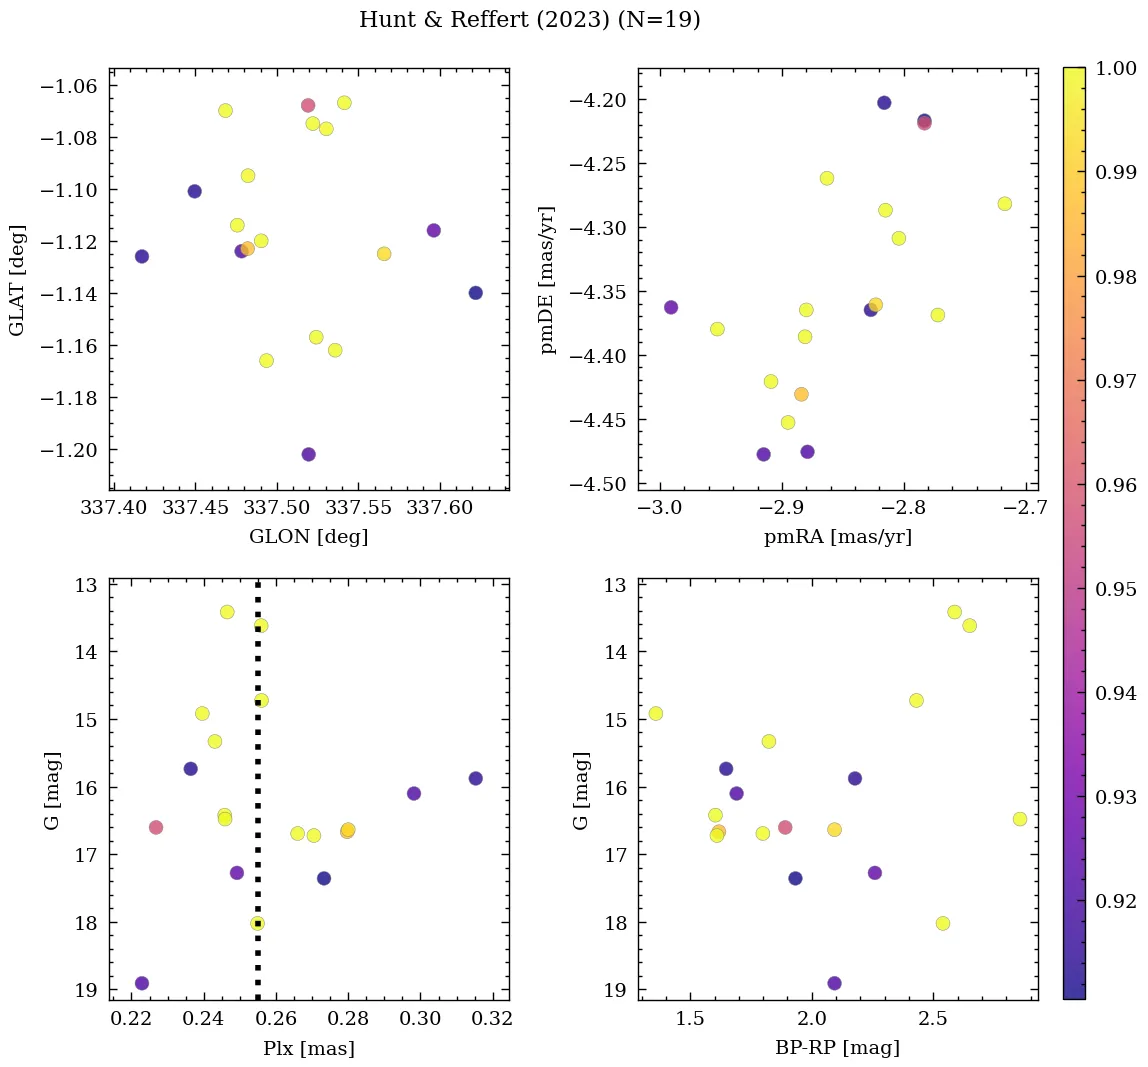 Hunt & Reffert (2023) (N=19)
−1.06
−1.08
−1.10
−1.12
−1.14
−1.16
−1.18
−1.20
GLAT [deg]
337.40 337.45 337.50 337.55 337.60
GLON [deg]
−4.20
−4.25
−4.30
−4.35
−4.40
−4.45
−4.50
pmDE [mas/yr]
−3.0 −2.9 −2.8 −2.7
pmRA [mas/yr]
13
14
15
16
17
18
19
G [mag]
0.22 0.24 0.26 0.28 0.30 0.32
Plx [mas]
13
14
15
16
17
18
19
G [mag]
1.5 2.0 2.5
BP-RP [mag]
1.00
0.99
0.98
0.97
0.96
0.95
0.94
0.93
0.92